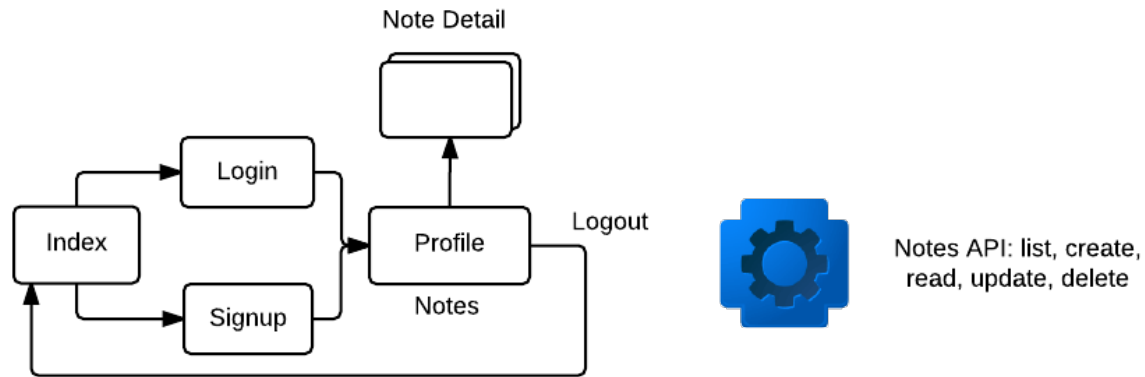 Note Detail
Login
Index
Profile
Logout
Notes
Signup
Notes API: list, create,
read, update, delete